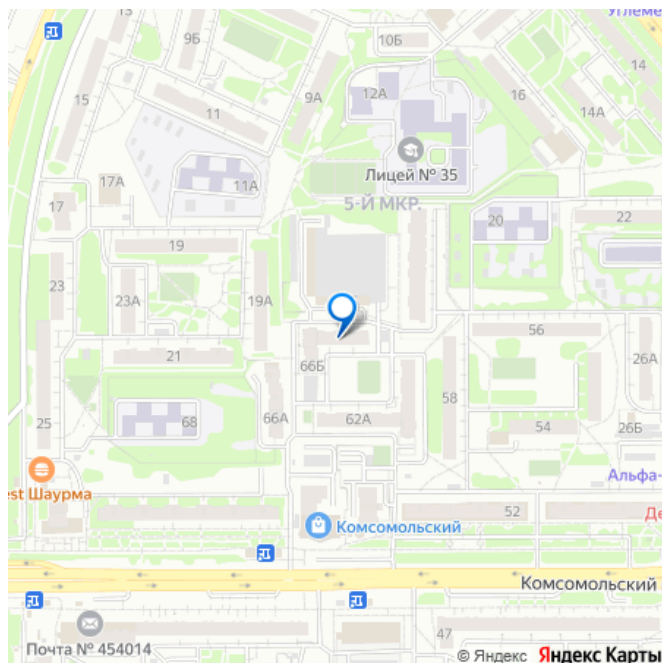 Углеме
10Б
9Б
14
15
12А
9А
16
11
14А
Лицей № 35
17А
11А
5-Й МКР.
17
20
22
19
23
23А
19А
56
21
66Б
26А
58
66А
62А
25
68
54
26Б
est Шаурма
Альфа-
52
Де
Комсомольский
Комсомольский
47
Почта № 454014
© Яндекс Яндекс Карты